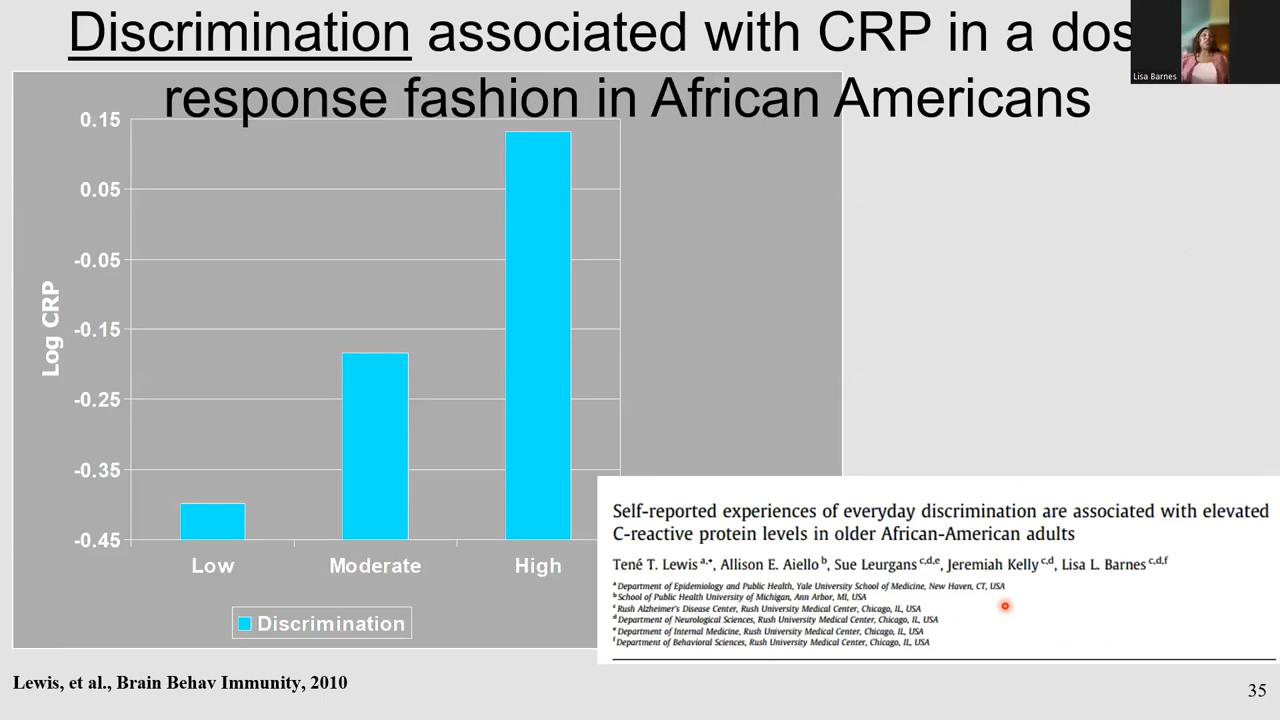 Discrimination associated with CRP in a dos
response fashion in African Americans
Lisa Barnes
0.15
0.05
-0.05
-0.15
-0.25
-0.35
-0.45
Log CRP
Low Moderate High
Discrimination
Self-reported experiences of everyday discrimination are associated with elevated
C-reactive protein levels in older African-American adults
Tené T. Lewis a,*, Allison E. Aiello b, Sue Leurgans c,d,e, Jeremiah Kelly c,d, Lisa L. Barnes c,d,f
a Department of Epidemiology and Public Health, Yale University School of Medicine, New Haven, CT, USA
b School of Public Health University of Michigan, Ann Arbor, MI, USA
c Rush Alzheimer's Disease Center, Rush University Medical Center, Chicago, IL, USA
d Department of Neurological Sciences, Rush University Medical Center, Chicago, IL, USA
e Department of Internal Medicine, Rush University Medical Center, Chicago, IL, USA
f Department of Behavioral Sciences, Rush University Medical Center, Chicago, IL, USA
Lewis, et al., Brain Behav Immunity, 2010
35